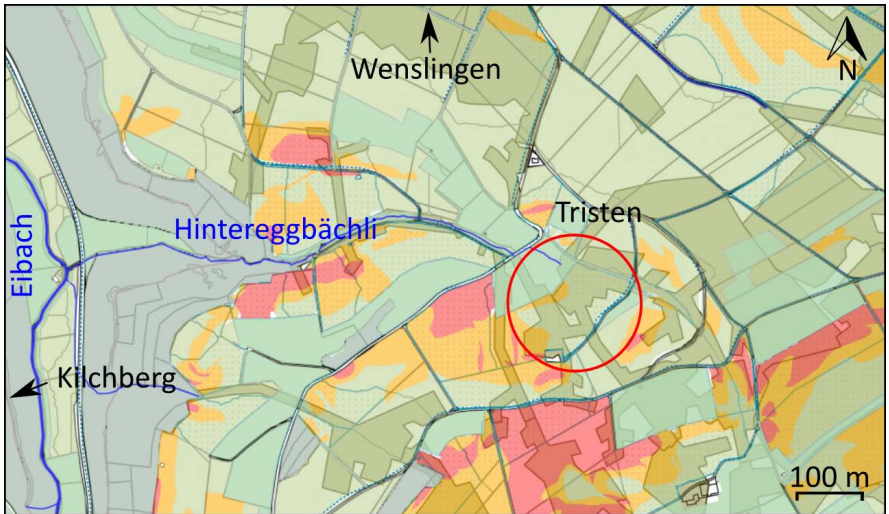 Wenslingen
N
Tristen
Hintereggbächli
Eibach
Kilchberg
100 m